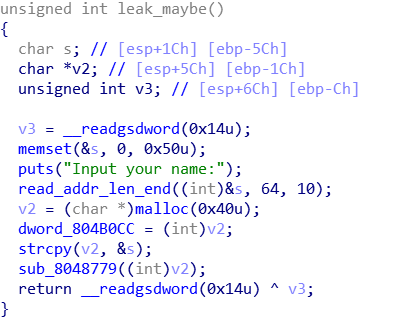 unsigned int leak_maybe()
{
  char s; // [esp+1Ch] [ebp-5Ch]
  char *v2; // [esp+5Ch] [ebp-1Ch]
  unsigned int v3; // [esp+6Ch] [ebp-Ch]

  v3 = __readgsdword(0x14u);
  memset(&s, 0, 0x50u);
  puts("Input your name:");
  read_addr_len_end((int)&s, 64, 10);
  v2 = (char *)malloc(0x40u);
  dword_804B0CC = (int)v2;
  strcpy(v2, &s);
  sub_8048779((int)v2);
  return __readgsdword(0x14u) ^ v3;
}